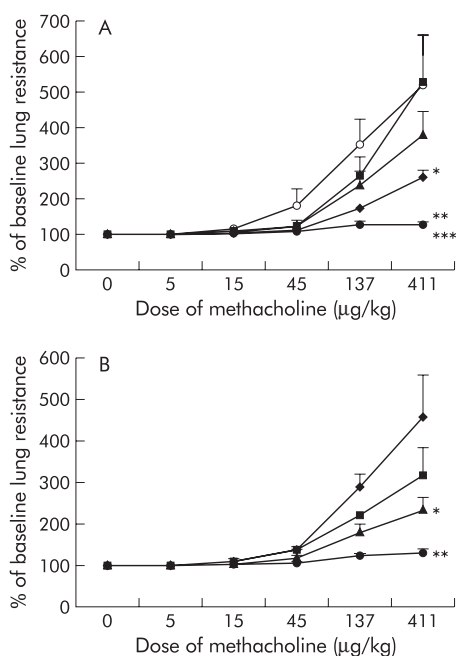 A
700
600
500
400
300
200
100
0
% of baseline lung resistance
*
**
***
0 5 15 45 137 411
Dose of methacholine (μg/kg)
B
600
500
400
300
200
100
0
% of baseline lung resistance
*
**
0 5 15 45 137 411
Dose of methacholine (μg/kg)